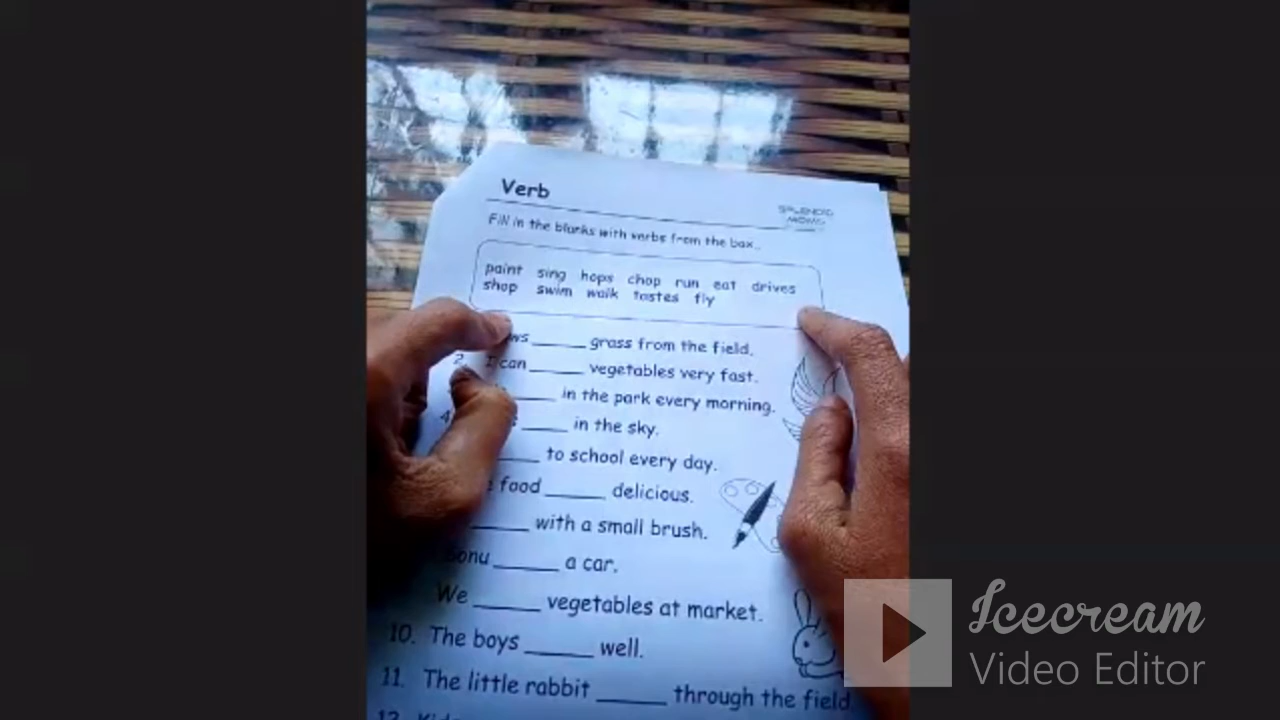 Verb
SPLENDID
MOMS
Fill in the blanks with verbs from the box.
paint sing hops chop run eat drives
shop swim walk tastes fly
ws ______ grass from the field.
2. I can ______ vegetables very fast.
______ in the park every morning.
4. ______ in the sky.
______ to school every day.
food ______ delicious.
______ with a small brush.
Sonu ______ a car.
We ______ vegetables at market.
10. The boys ______ well.
11. The little rabbit ______ through the field.
12.
Icecream
Video Editor